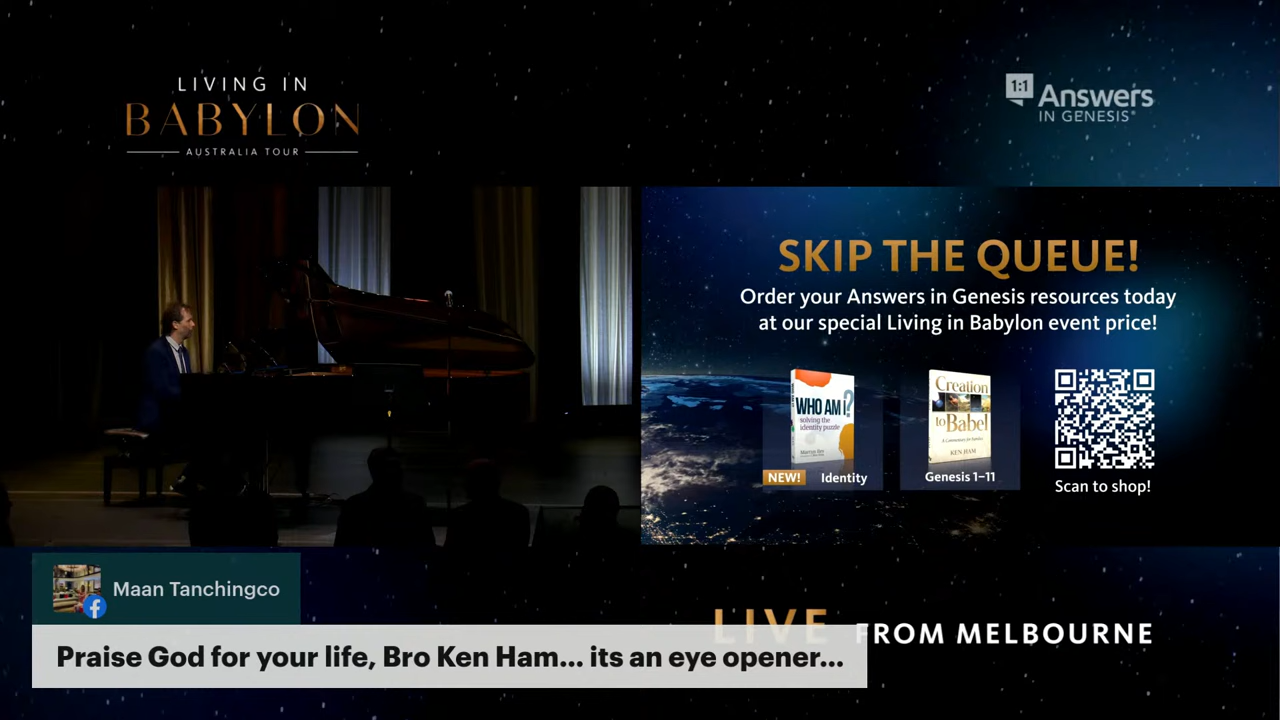 LIVING IN
BABYLON
AUSTRALIA TOUR
1:1
Answers
IN GENESIS®
SKIP THE QUEUE!
Order your Answers in Genesis resources today
at our special Living in Babylon event price!
WHO AM I?
solving the
identity puzzle
NEW!
Identity
Creation
to Babel
KEN HAM
Genesis 1–11
Scan to shop!
Maan Tanchingco
Praise God for your life, Bro Ken Ham... its an eye opener...
LIVE FROM MELBOURNE